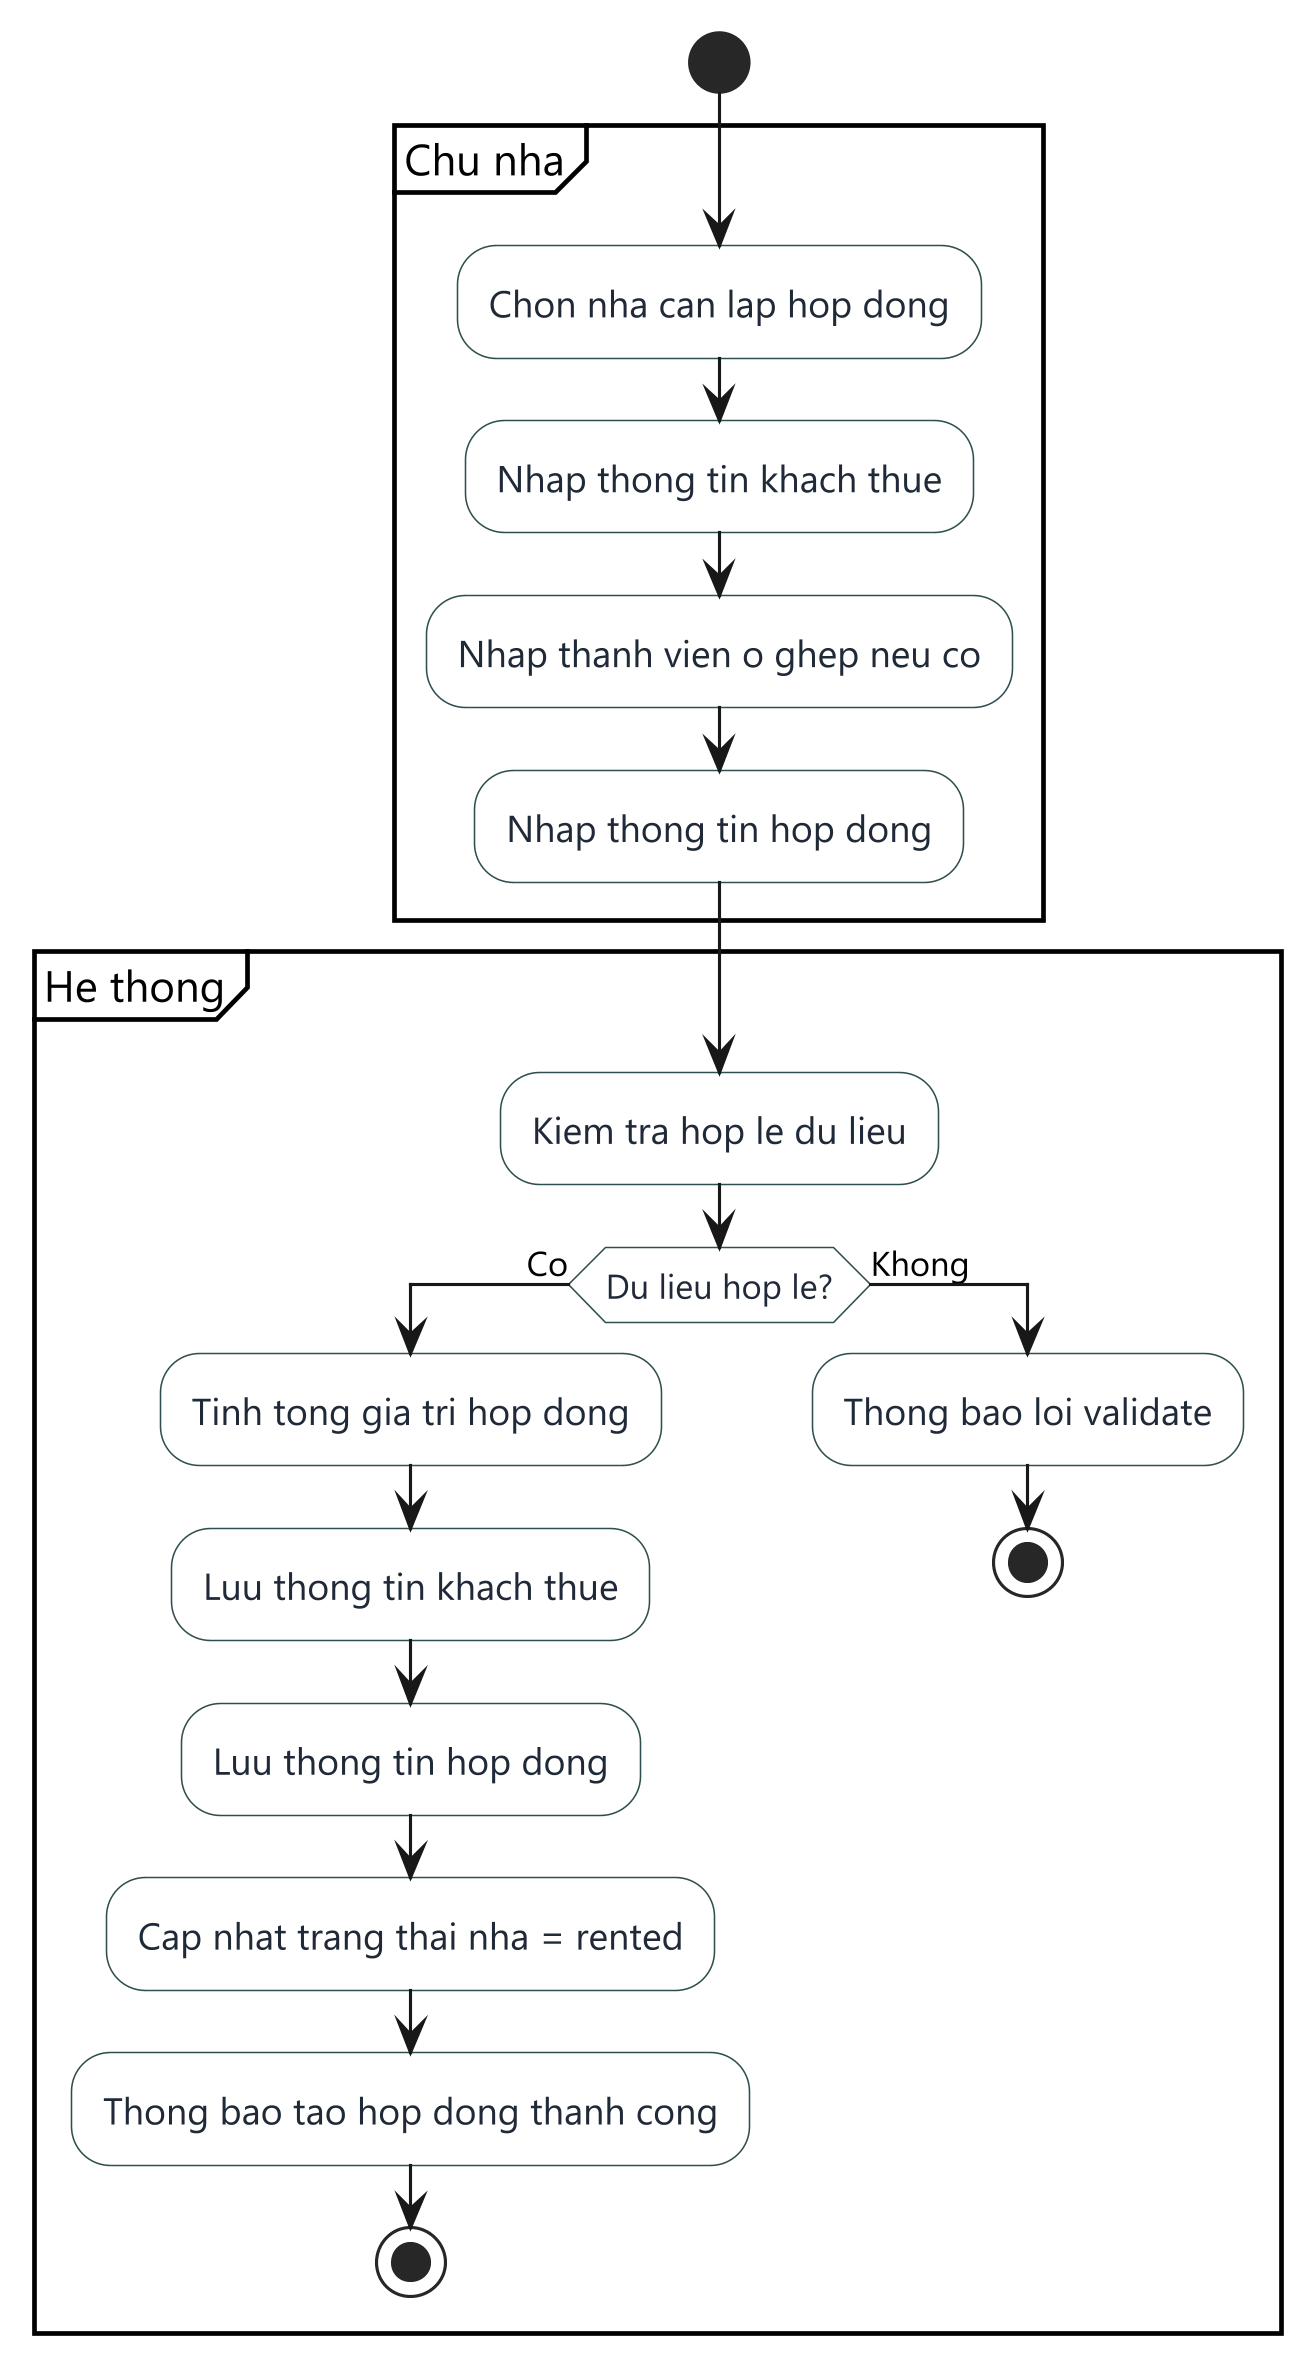 Chu nha
Chon nha can lap hop dong
Nhap thong tin khach thue
Nhap thanh vien o ghep neu co
Nhap thong tin hop dong
He thong
Kiem tra hop le du lieu
Co
Du lieu hop le?
Khong
Tinh tong gia tri hop dong
Thong bao loi validate
Luu thong tin khach thue
Luu thong tin hop dong
Cap nhat trang thai nha = rented
Thong bao tao hop dong thanh cong